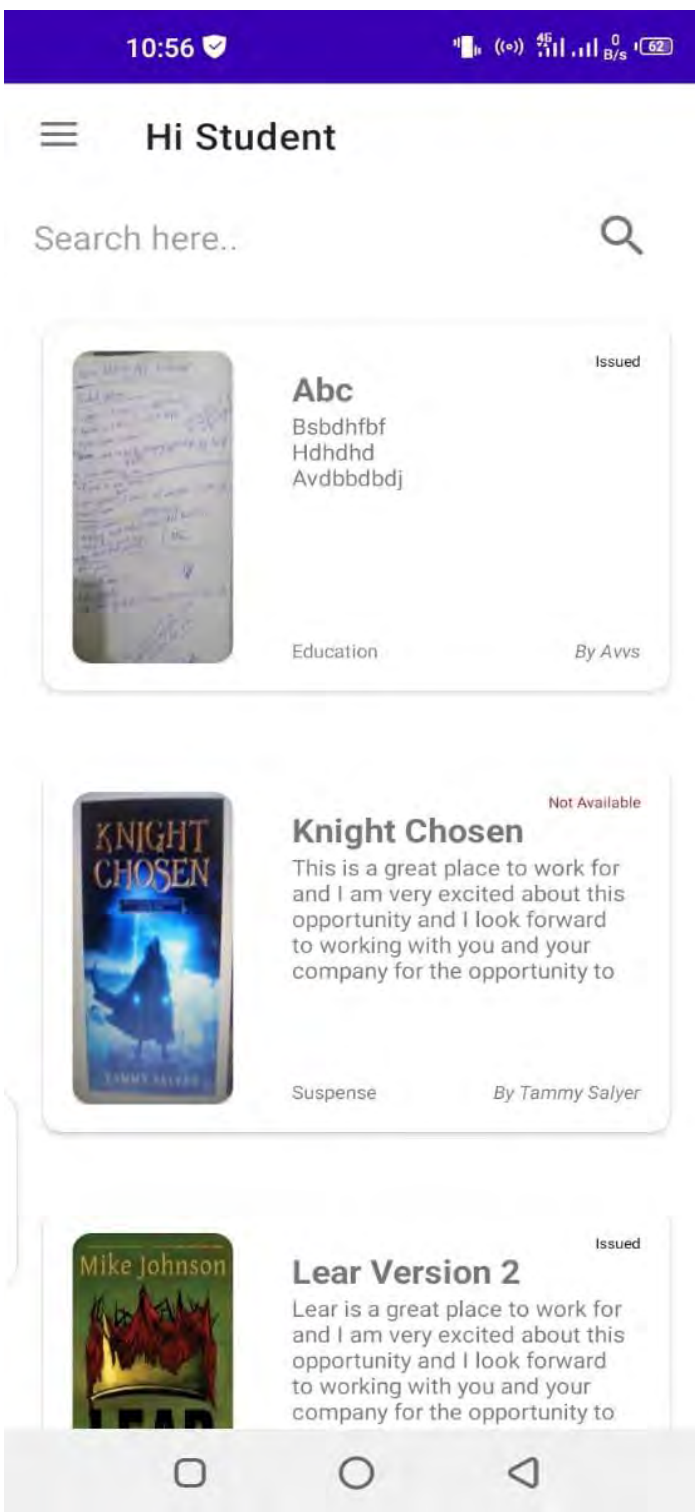 10:56
4G
0
B/s
62
Hi Student
Search here..
Issued
Abc
Bsbdhfbf
Hdhdhd
Avdbbdbdj
Education
By Avvs
Not Available
KNIGHT
CHOSEN
Knight Chosen
This is a great place to work for
and I am very excited about this
opportunity and I look forward
to working with you and your
company for the opportunity to
TAMMY SALYER
Suspense
By Tammy Salyer
Issued
Mike Johnson
LEAR
Lear Version 2
Lear is a great place to work for
and I am very excited about this
opportunity and I look forward
to working with you and your
company for the opportunity to